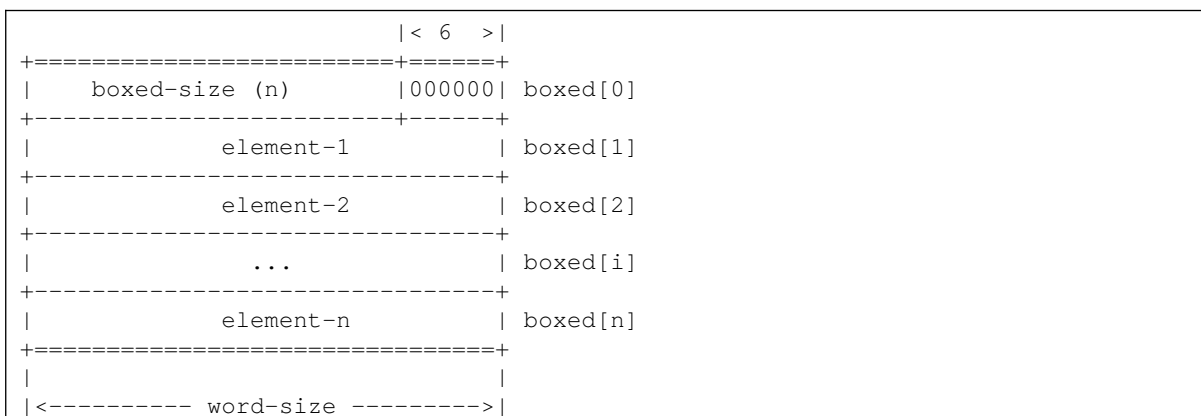 |< 6  >|
+=========================+======+
|    boxed-size (n)       |000000| boxed[0]
+-------------------------+------+
|             element-1          | boxed[1]
+--------------------------------+
|             element-2          | boxed[2]
+--------------------------------+
|               ...              | boxed[i]
+--------------------------------+
|             element-n          | boxed[n]
+================================+
|                                |
|<---------- word-size --------->|